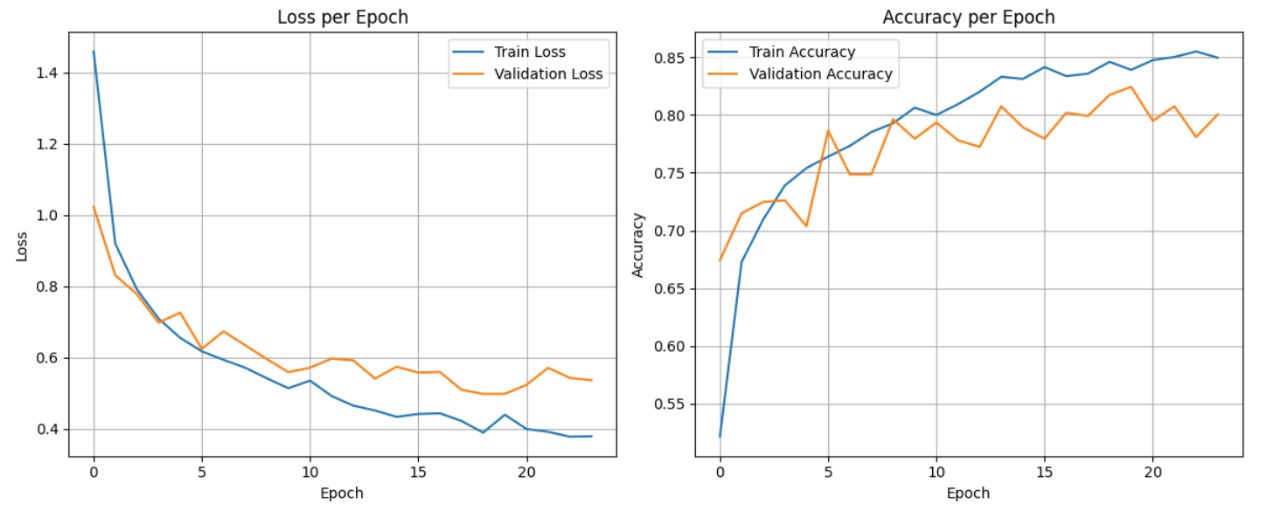 Loss per Epoch
Train Loss
Validation Loss
1.4
1.2
1.0
0.8
0.6
0.4
Loss
0
5
10
15
20
Epoch
Accuracy per Epoch
Train Accuracy
Validation Accuracy
0.85
0.80
0.75
0.70
0.65
0.60
0.55
Accuracy
0
5
10
15
20
Epoch